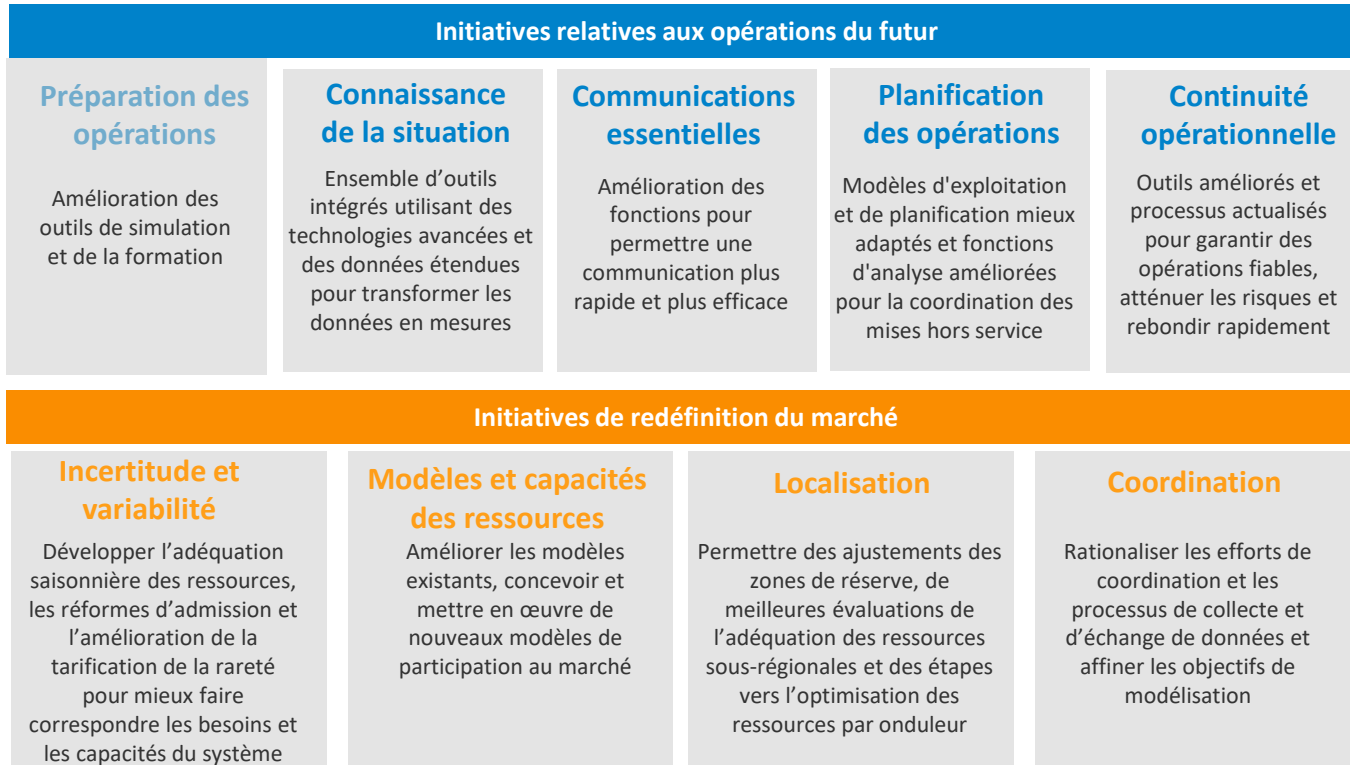 Initiatives relatives aux opérations du futur
Préparation des
opérations
Amélioration des
outils de simulation
et de la formation
Connaissance
de la situation
Ensemble d’outils
intégrés utilisant des
technologies avancées et
des données étendues
pour transformer les
données en mesures
Communications
essentielles
Amélioration des
fonctions pour
permettre une
communication plus
rapide et plus efficace
Planification
des opérations
Modèles d'exploitation
et de planification mieux
adaptés et fonctions
d'analyse améliorées
pour la coordination des
mises hors service
Continuité
opérationnelle
Outils améliorés et
processus actualisés
pour garantir des
opérations fiables,
atténuer les risques et
rebondir rapidement
Initiatives de redéfinition du marché
Incertitude et
variabilité
Développer l’adéquation
saisonnière des ressources,
les réformes d’admission et
l’amélioration de la
tarification de la rareté
pour mieux faire
correspondre les besoins et
les capacités du système
Modèles et capacités
des ressources
Améliorer les modèles
existants, concevoir et
mettre en œuvre de
nouveaux modèles de
participation au marché
Localisation
Permettre des ajustements des
zones de réserve, de
meilleures évaluations de
l’adéquation des ressources
sous-régionales et des étapes
vers l’optimisation des
ressources par onduleur
Coordination
Rationaliser les efforts de
coordination et les
processus de collecte et
d’échange de données et
affiner les objectifs de
modélisation